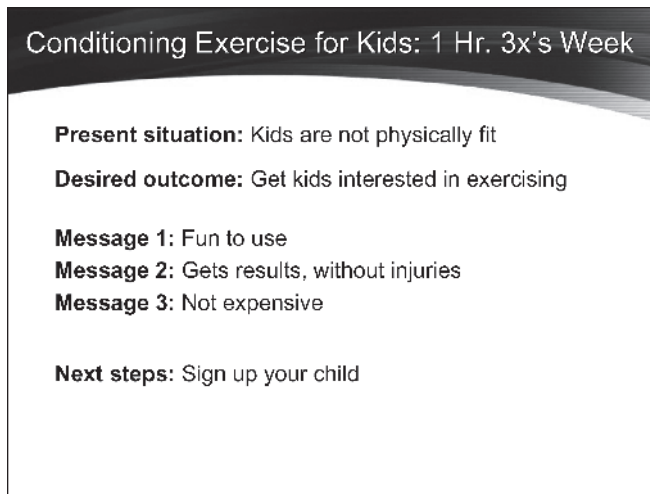 Conditioning Exercise for Kids: 1 Hr. 3x's Week
Present situation: Kids are not physically fit
Desired outcome: Get kids interested in exercising
Message 1: Fun to use
Message 2: Gets results, without injuries
Message 3: Not expensive
Next steps: Sign up your child